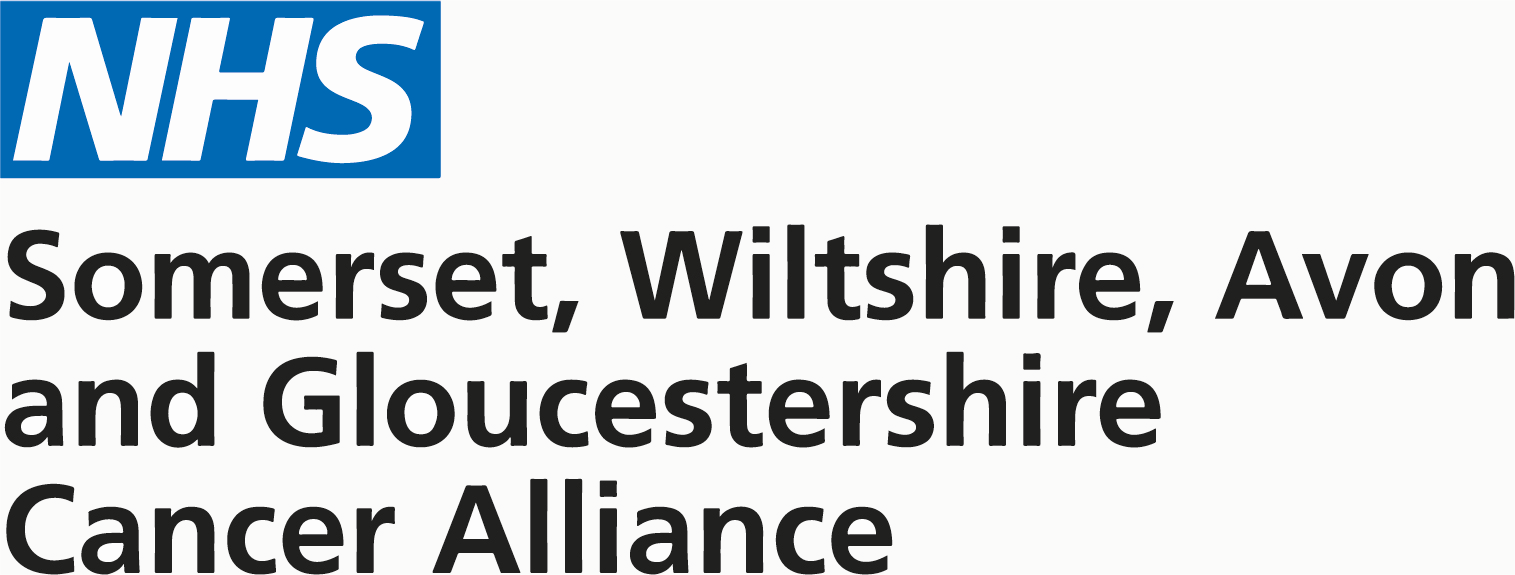 NHS
Somerset, Wiltshire, Avon
and Gloucestershire
Cancer Alliance